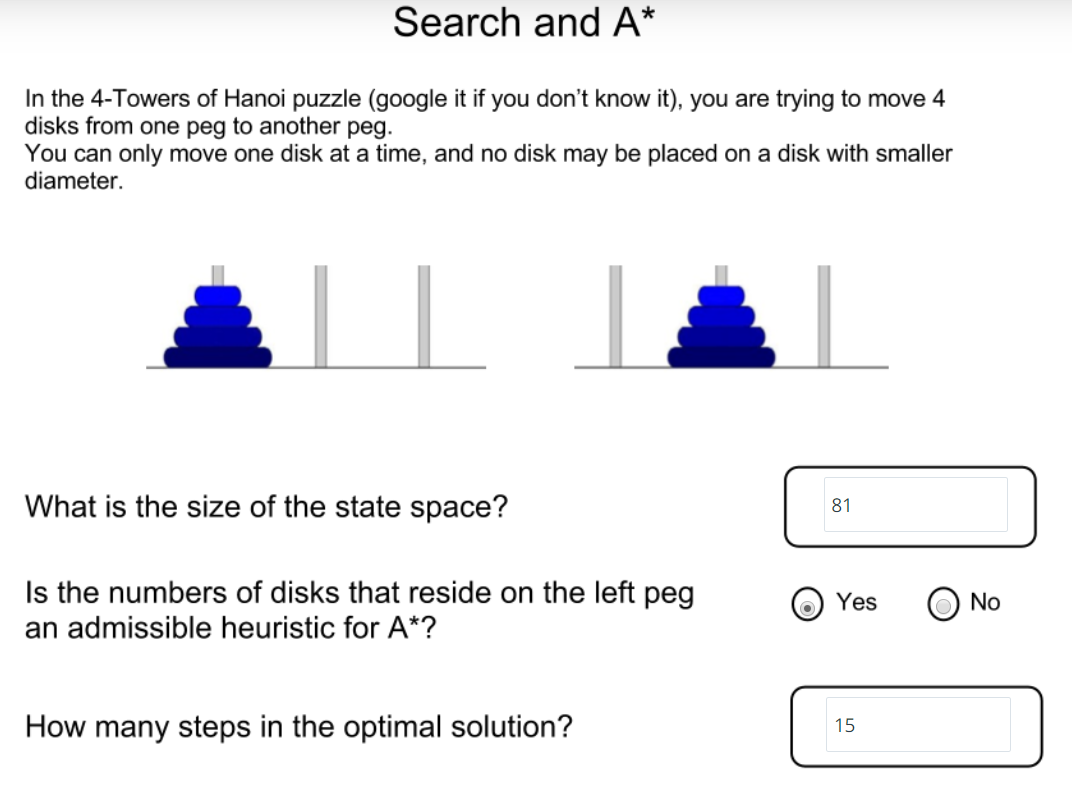 Search and A*
In the 4-Towers of Hanoi puzzle (google it if you don't know it), you are trying to move 4
disks from one peg to another peg.
You can only move one disk at a time, and no disk may be placed on a disk with smaller
diameter.
What is the size of the state space?
81
Is the numbers of disks that reside on the left peg
an admissible heuristic for A*?
Yes No
How many steps in the optimal solution?
15